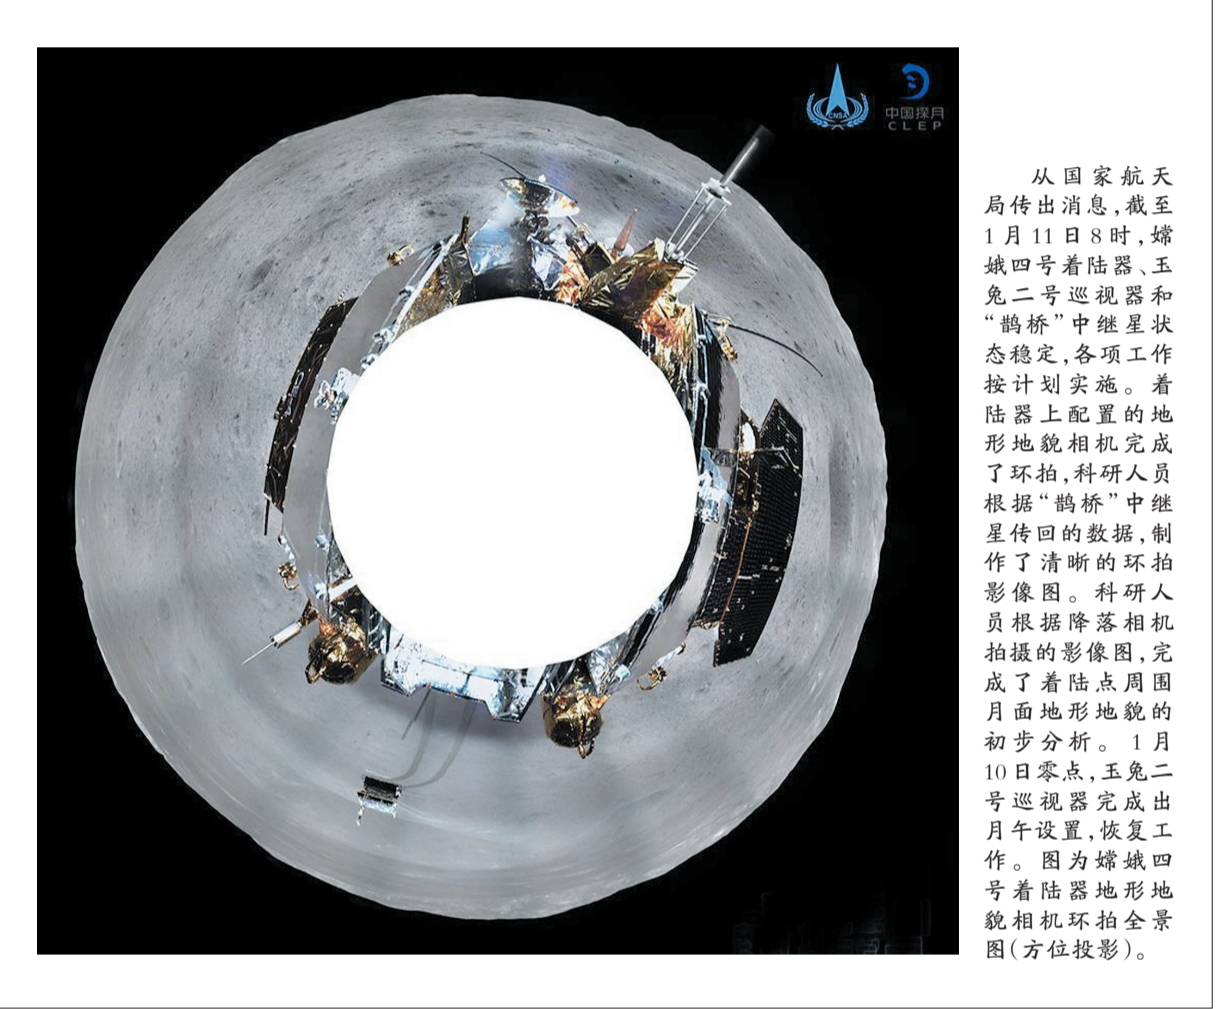 CNSA
中国探月
CLEP
从国家航天
局传出消息,截至
1月11日8时,嫦
娥四号着陆器、玉
兔二号巡视器和
“鹊桥”中继星状
态稳定,各项工作
按计划实施。着
陆器上配置的地
形地貌相机完成
了环拍,科研人员
根据“鹊桥”中继
星传回的数据,制
作了清晰的环拍
影像图。科研人
员根据降落相机
拍摄的影像图,完
成了着陆点周围
月面地形地貌的
初步分析。1月
10日零点,玉兔二
号巡视器完成出
月午设置,恢复工
作。图为嫦娥四
号着陆器地形地
貌相机环拍全景
图(方位投影)。